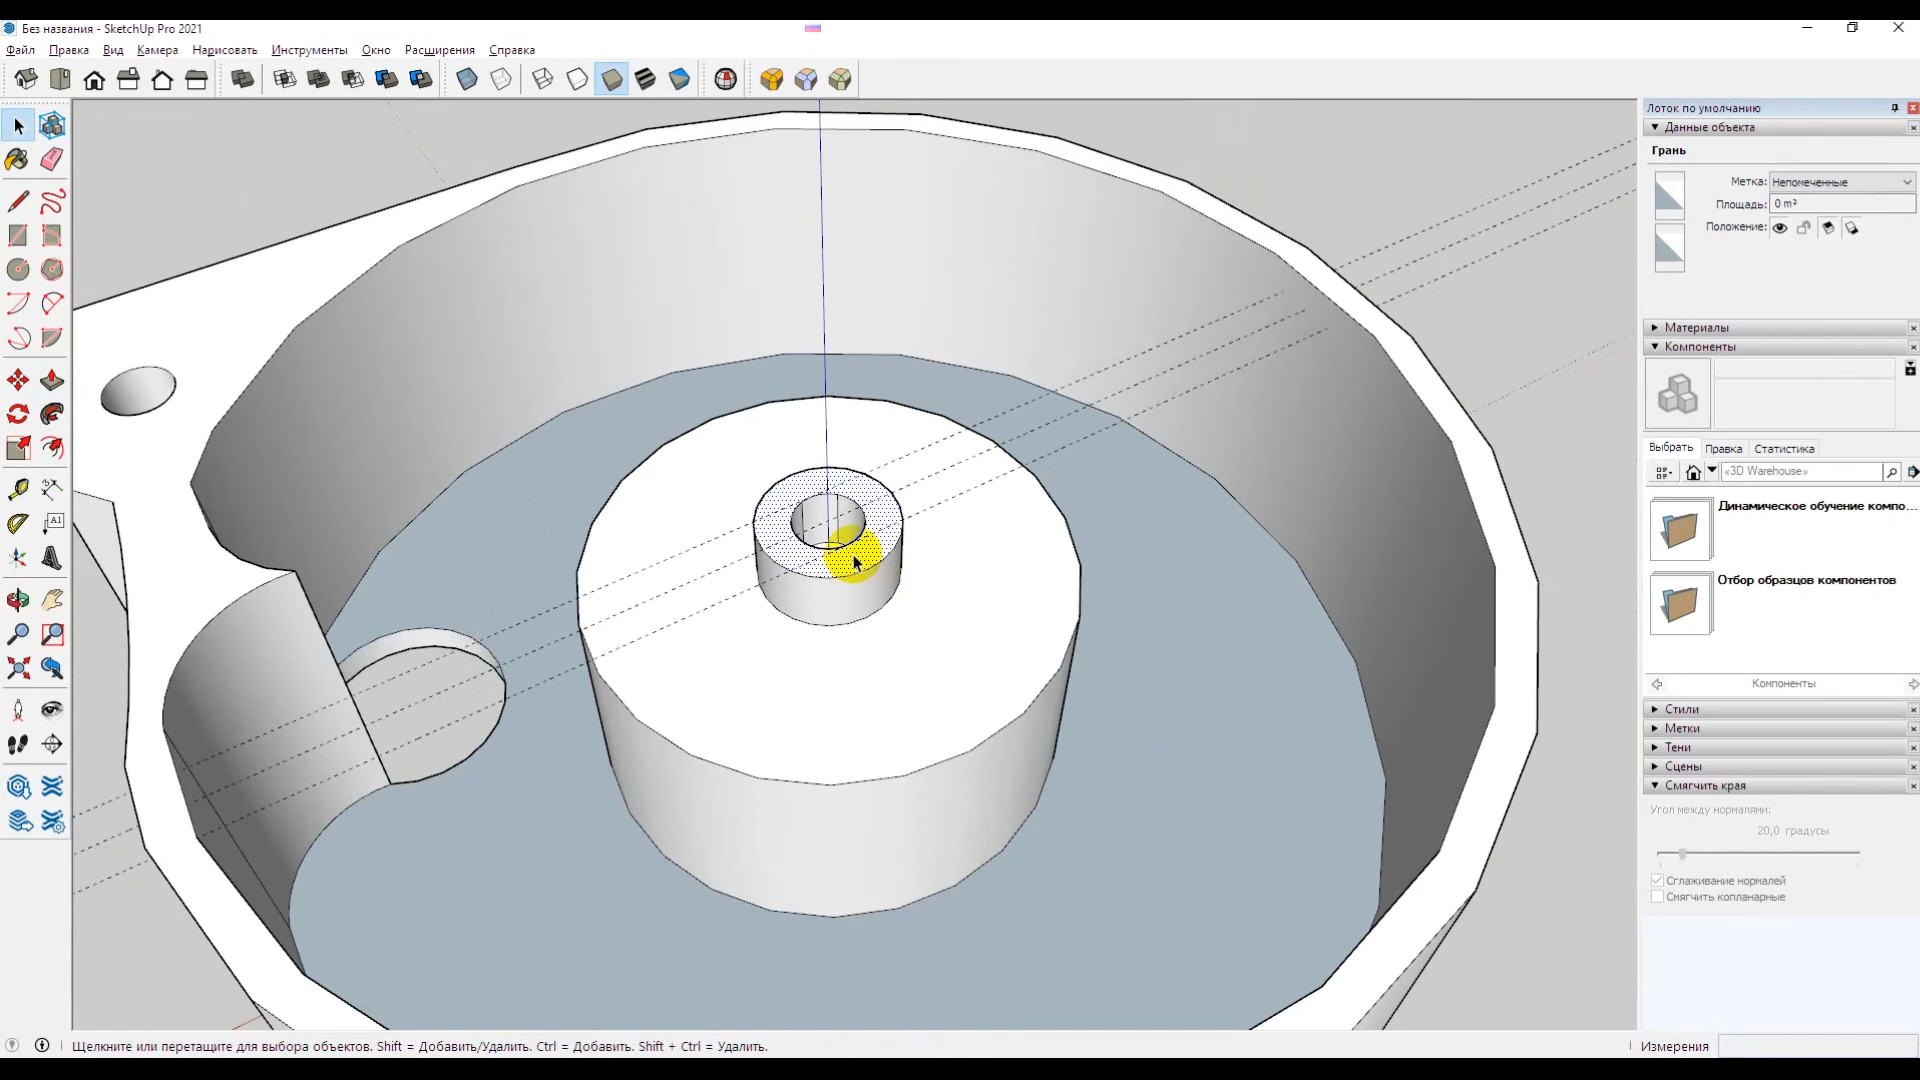 Без названия - SketchUp Pro 2021
Файл Правка Вид Камера Нарисовать Инструменты Окно Расширения Справка
A1
Лоток по умолчанию
Данные объекта
Грань
Метка: Непомеченные
Площадь: 0 m²
Положение:
Материалы
Компоненты
Выбрать Правка Статистика
«3D Warehouse»
Динамическое обучение компо...
Отбор образцов компонентов
Компоненты
Стили
Метки
Тени
Сцены
Смягчить края
Угол между нормалями:
20,0 градусы
Сглаживание нормалей
Смягчить копланарные
Щелкните или перетащите для выбора объектов. Shift = Добавить/Удалить. Ctrl = Добавить. Shift + Ctrl = Удалить.
Измерения